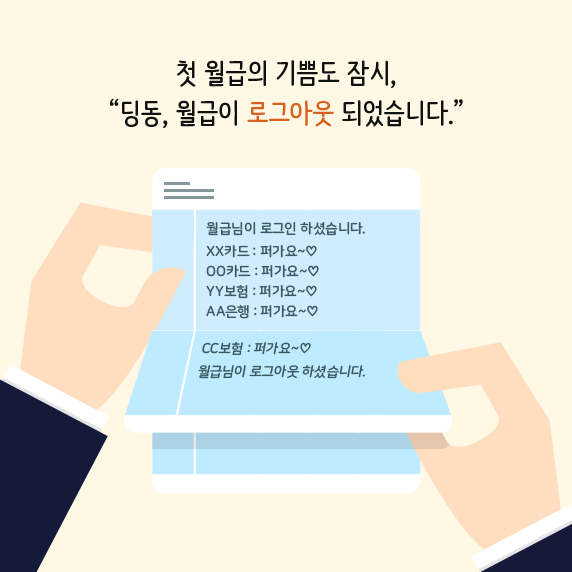 첫 월급의 기쁨도 잠시,
“딩동, 월급이 로그아웃 되었습니다.”
월급님이 로그인 하셨습니다.
XX카드 : 퍼가요~♡
OO카드 : 퍼가요~♡
YY보험 : 퍼가요~♡
AA은행 : 퍼가요~♡
CC보험 : 퍼가요~♡
월급님이 로그아웃 하셨습니다.